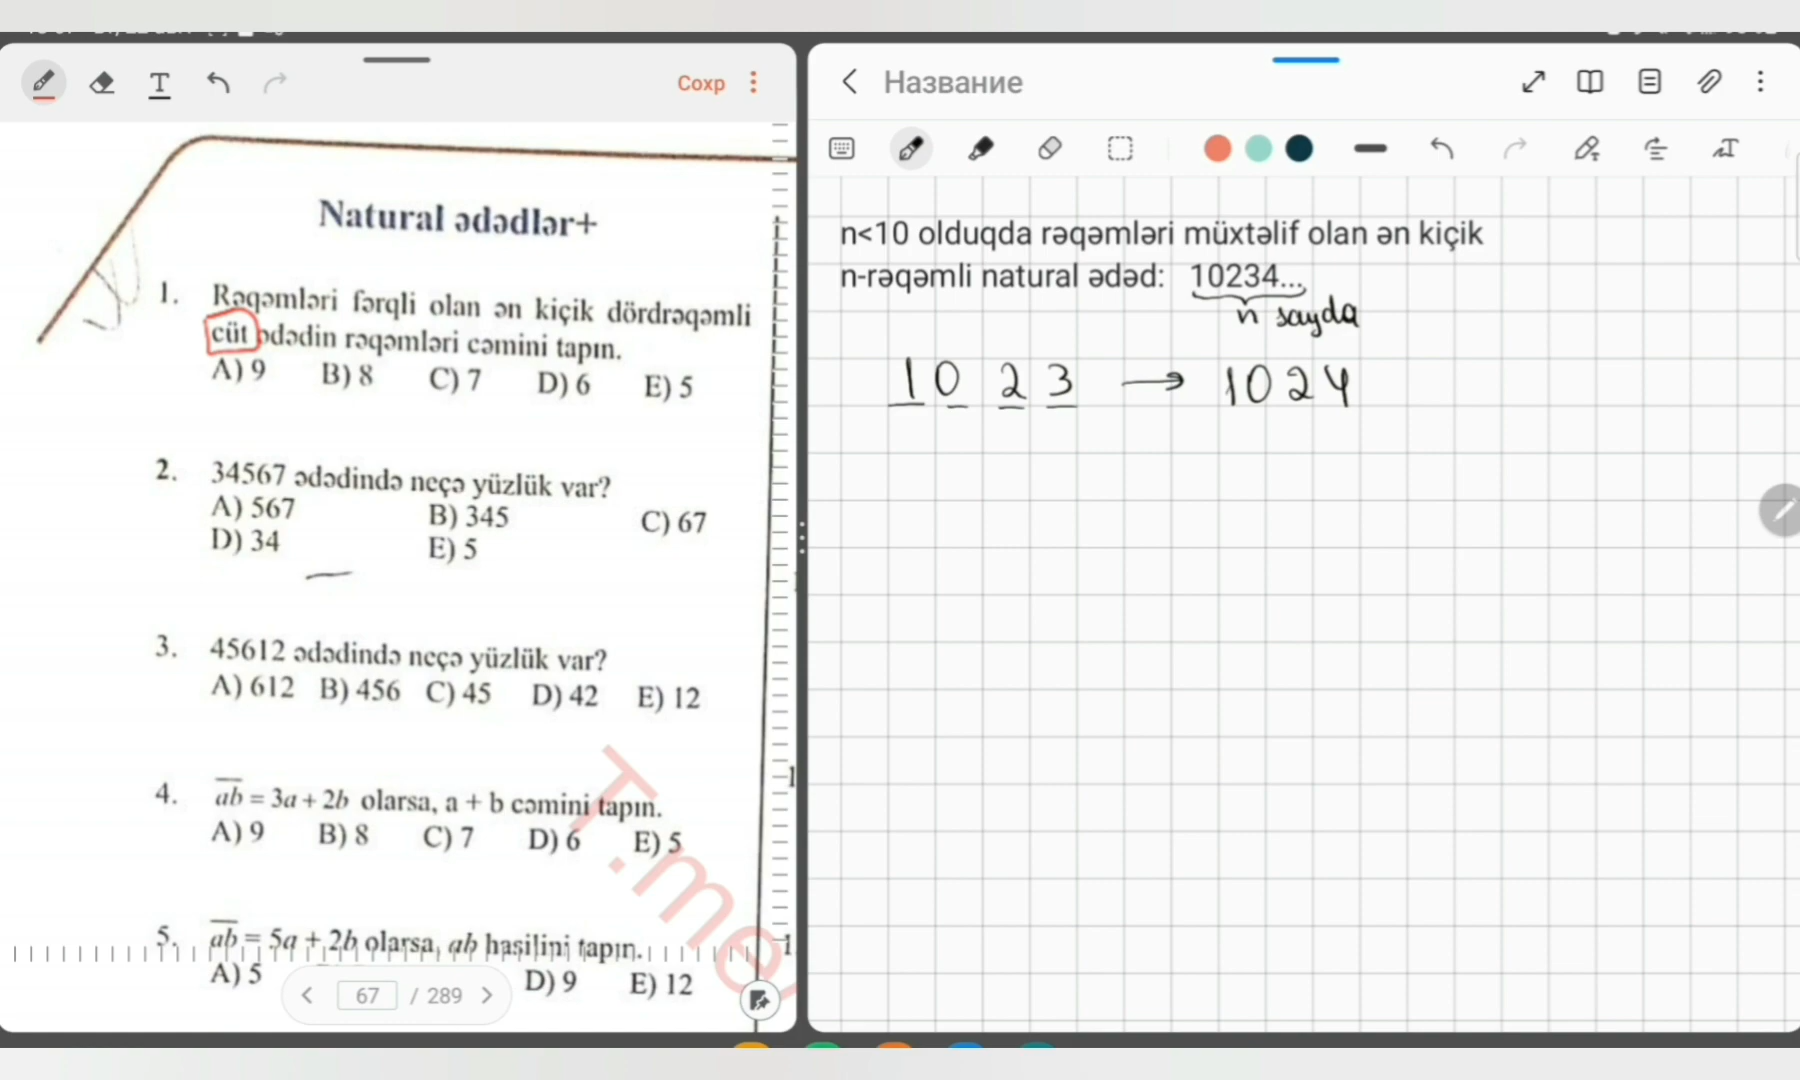 Сохр
Natural ədədlər+
1. Rəqəmləri fərqli olan ən kiçik dördrəqəmli
cüt ədədin rəqəmləri cəmini tapın.
A) 9 B) 8 C) 7 D) 6 E) 5
2. 34567 ədədində neçə yüzlük var?
A) 567 B) 345 C) 67
D) 34 E) 5
3. 45612 ədədində neçə yüzlük var?
A) 612 B) 456 C) 45 D) 42 E) 12
4. ab = 3a + 2b olarsa, a + b cəmini tapın.
A) 9 B) 8 C) 7 D) 6 E) 5
5. ab = 5a + 2b olarsa, ab hasilini tapın.
A) 5 D) 9 E) 12
67 / 289
T.me
Название
n<10 olduqda rəqəmləri müxtəlif olan ən kiçik
n-rəqəmli natural ədəd: 10234...
n sayda
1023 → 1024